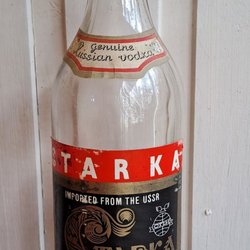 genuine
russian vodka
STARKA
IMPORTED FROM THE USSR